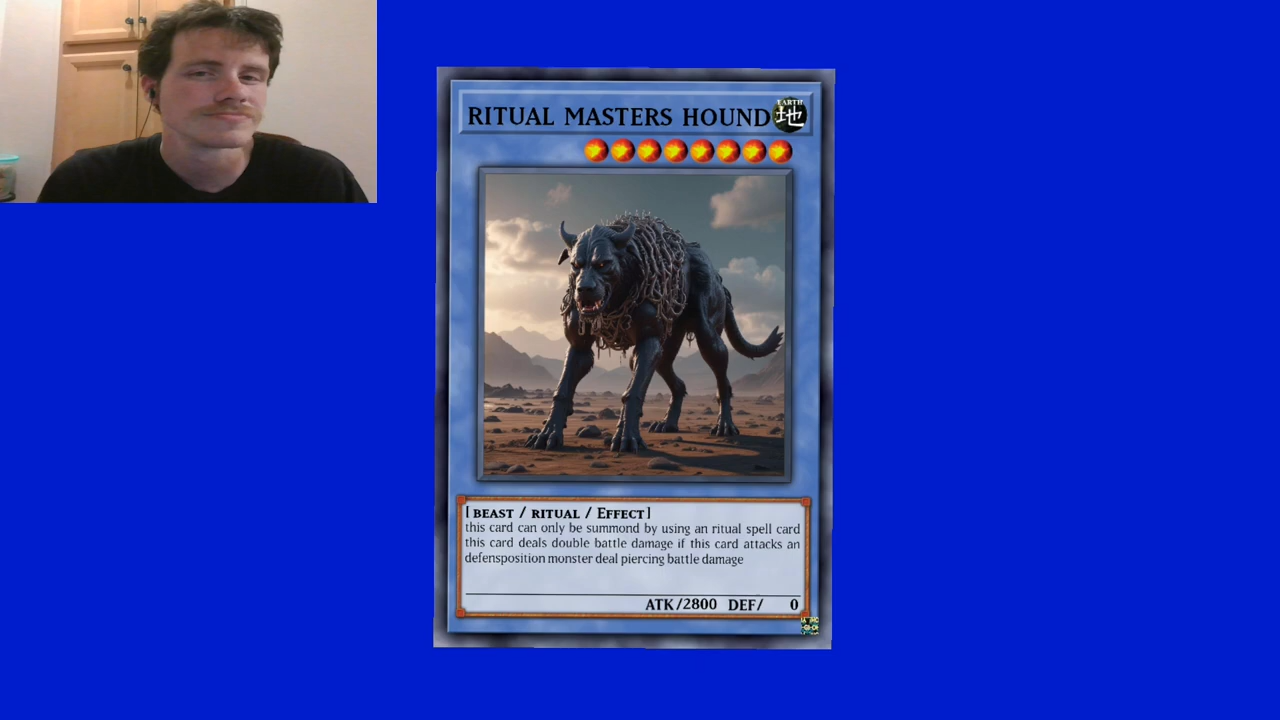 RITUAL MASTERS HOUND
EARTH
地
[ BEAST / RITUAL / EFFECT ]
this card can only be summond by using an ritual spell card
this card deals double battle damage if this card attacks an
defensposition monster deal piercing battle damage
ATK/2800 DEF/ 0